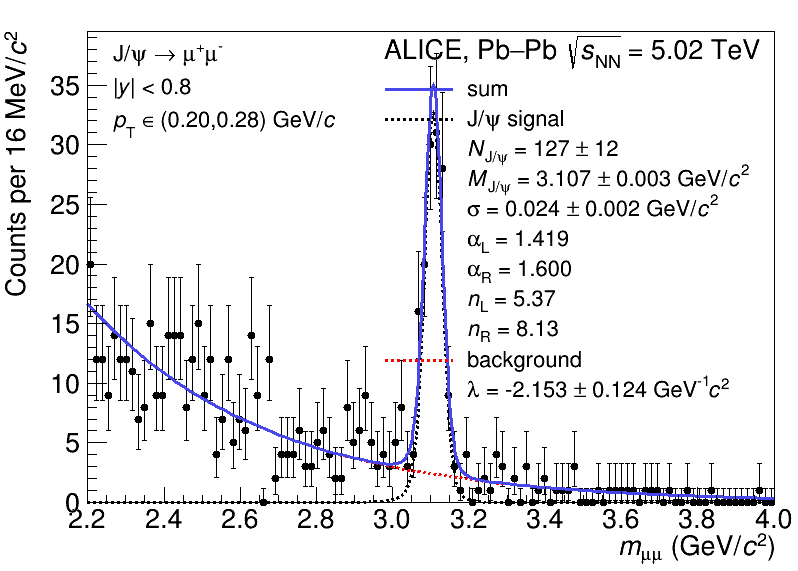 Counts per 16 MeV/c²
35
30
25
20
15
10
5
0
J/ψ → μ⁺μ⁻
|y| < 0.8
p_T ∈ (0.20,0.28) GeV/c
ALICE, Pb–Pb √s_NN = 5.02 TeV
sum
J/ψ signal
N_J/ψ = 127 ± 12
M_J/ψ = 3.107 ± 0.003 GeV/c²
σ = 0.024 ± 0.002 GeV/c²
α_L = 1.419
α_R = 1.600
n_L = 5.37
n_R = 8.13
background
λ = -2.153 ± 0.124 GeV⁻¹c²
2.2 2.4 2.6 2.8 3.0 3.2 3.4 3.6 3.8 4.0
m_μμ (GeV/c²)